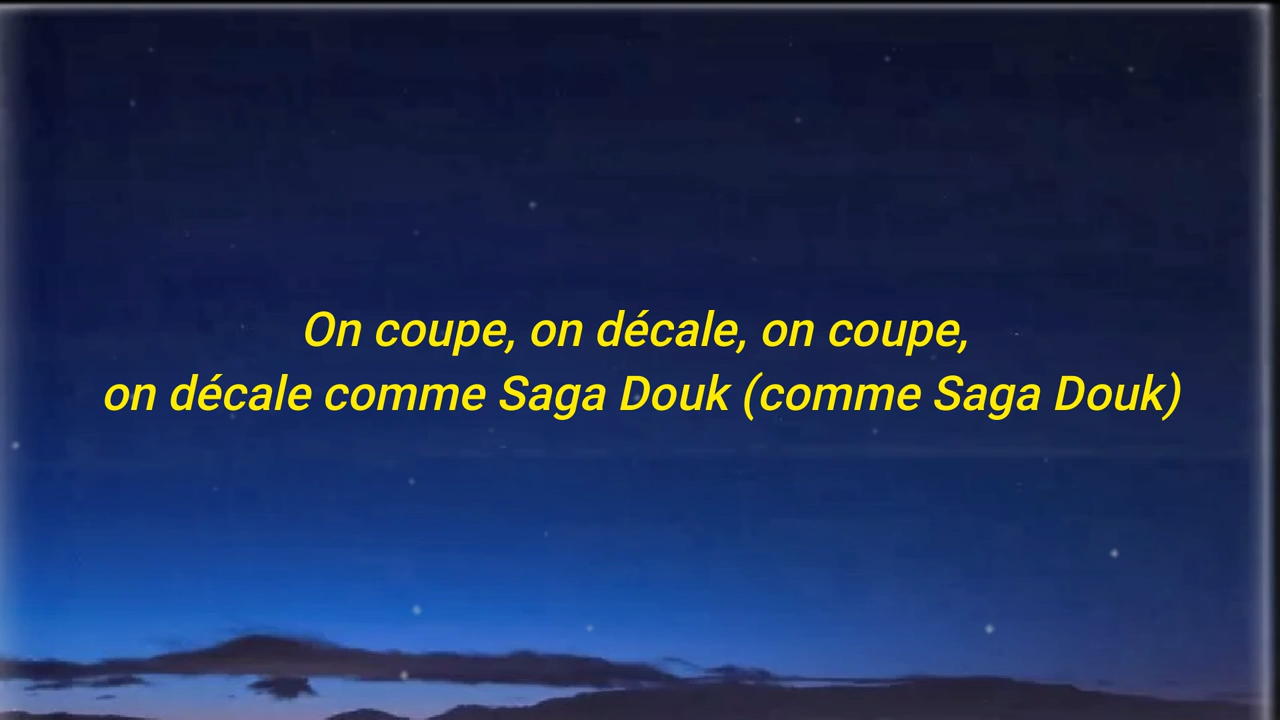 On coupe, on décale, on coupe,
on décale comme Saga Douk (comme Saga Douk)